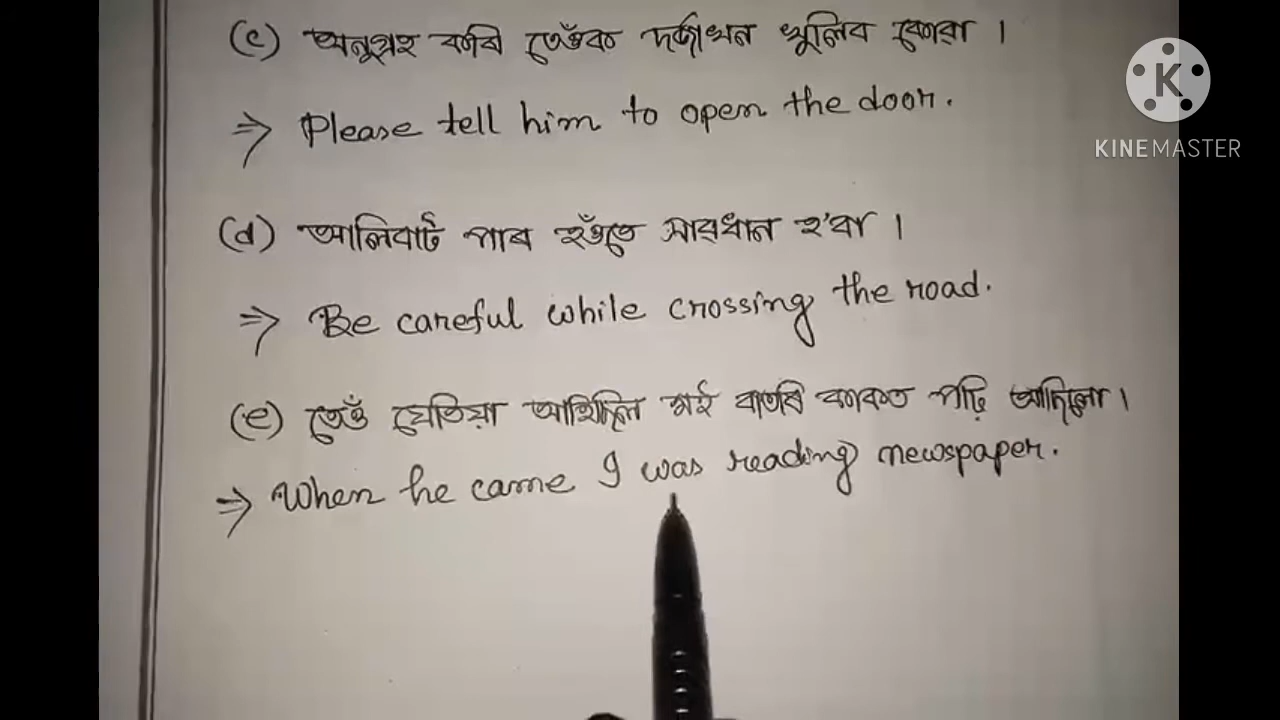 (c) অনুগ্ৰহ কৰি তেওঁক দৰ্জাখন খুলিব কোৱা ।
⇒ Please tell him to open the door.
(d) আলিবাট পাৰ হওঁতে সাৱধান হ'বা ।
⇒ Be careful while crossing the road.
(e) তেওঁ যেতিয়া আহিছিল মই বাতৰি কাকত পঢ়ি আছিলো ।
⇒ When he came I was reading newspaper.
K
KINEMASTER